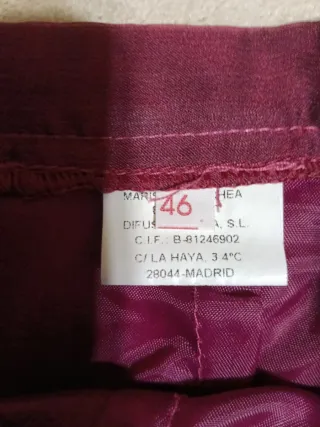 46
S.L.
C.I.F.: B-81246902
C/ LA HAYA, 3 4ºC
28044-MADRID